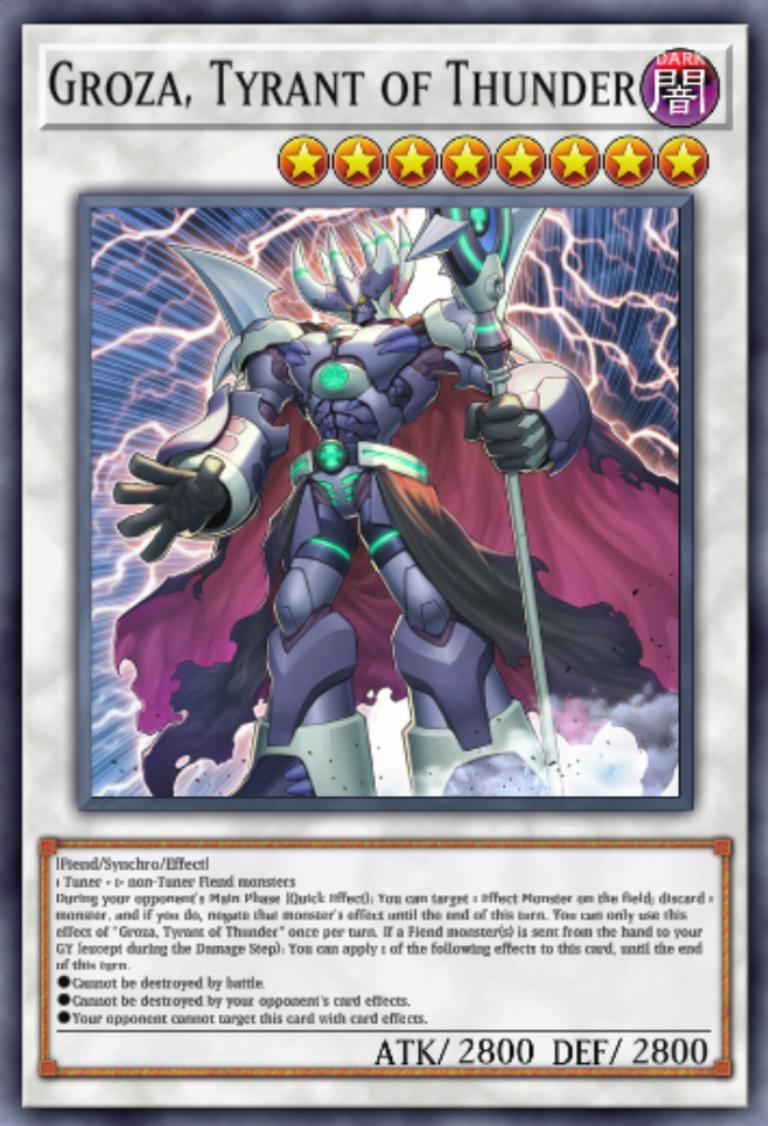 GROZA, TYRANT OF THUNDER
DARK
闇
[Fiend/Synchro/Effect]
1 Tuner + 1+ non-Tuner Fiend monsters
During your opponent's Main Phase (Quick Effect): You can target 1 Effect Monster on the field; discard 1
monster, and if you do, negate that monster's effect until the end of this turn. You can only use this
effect of "Groza, Tyrant of Thunder" once per turn. If a Fiend monster(s) is sent from the hand to your
GY (except during the Damage Step): You can apply 1 of the following effects to this card, until the end
of this turn.
●Cannot be destroyed by battle.
●Cannot be destroyed by your opponent's card effects.
●Your opponent cannot target this card with card effects.
ATK/ 2800 DEF/ 2800